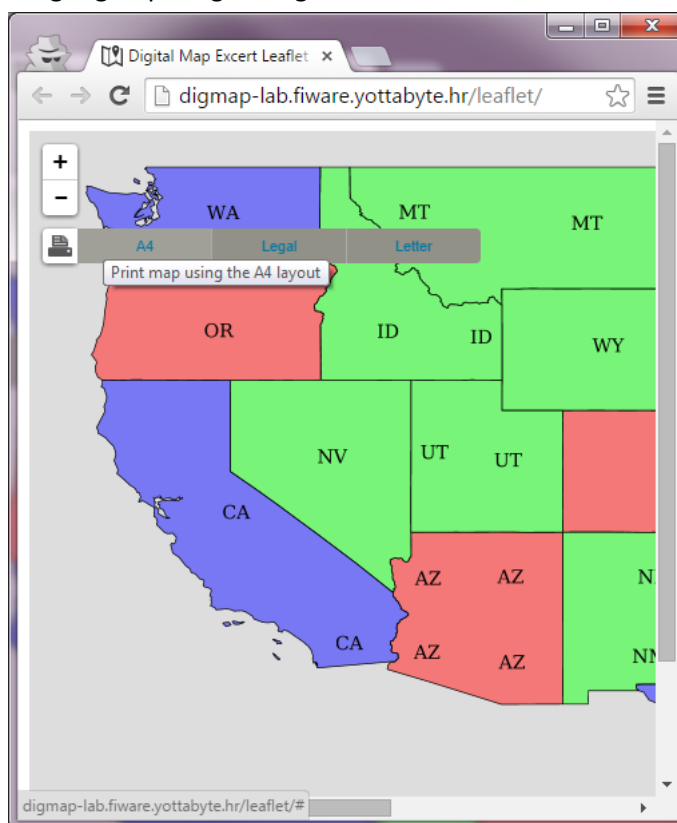 Digital Map Excert Leaflet
digmap-lab.fiware.yottabyte.hr/leaflet/
+
−
WA
MT
MT
A4
Legal
Letter
Print map using the A4 layout
OR
ID
ID
WY
NV
UT
UT
CA
AZ
AZ
CA
AZ
AZ
digmap-lab.fiware.yottabyte.hr/leaflet/#